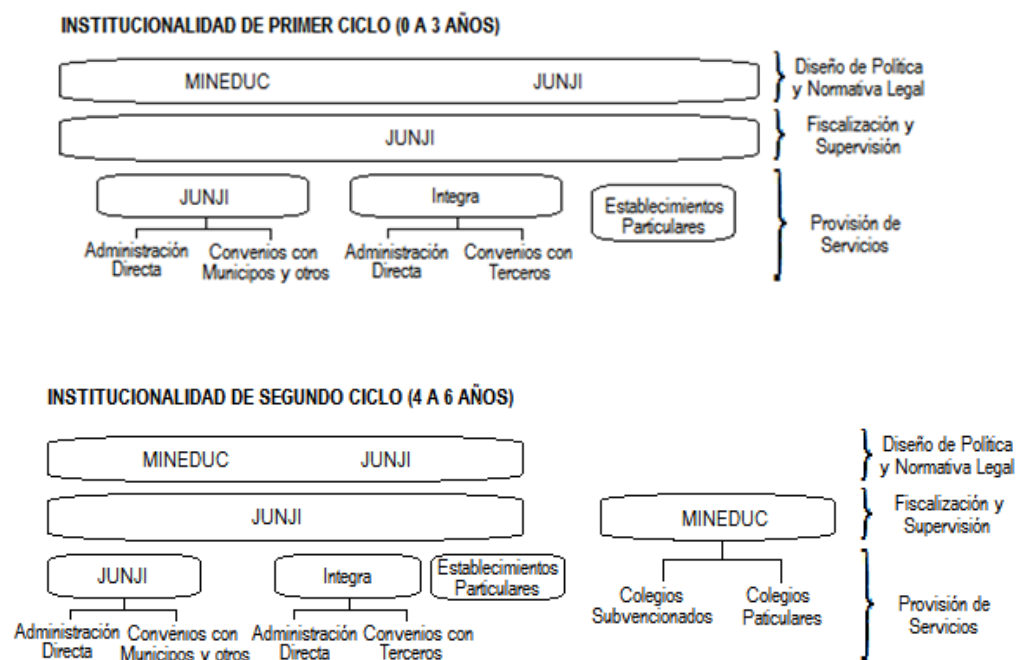 INSTITUCIONALIDAD DE PRIMER CICLO (0 A 3 AÑOS)
MINEDUC JUNJI
Diseño de Política
y Normativa Legal
JUNJI
Fiscalización y
Supervisión
JUNJI
Administración
Directa
Convenios con
Municipos y otros
Integra
Administración
Directa
Convenios con
Terceros
Establecimientos
Particulares
Provisión de
Servicios
INSTITUCIONALIDAD DE SEGUNDO CICLO (4 A 6 AÑOS)
MINEDUC JUNJI
Diseño de Política
y Normativa Legal
JUNJI
MINEDUC
Fiscalización y
Supervisión
JUNJI
Administración
Directa
Convenios con
Municipos y otros
Integra
Administración
Directa
Convenios con
Terceros
Establecimientos
Particulares
Colegios
Subvencionados
Colegios
Paticulares
Provisión de
Servicios